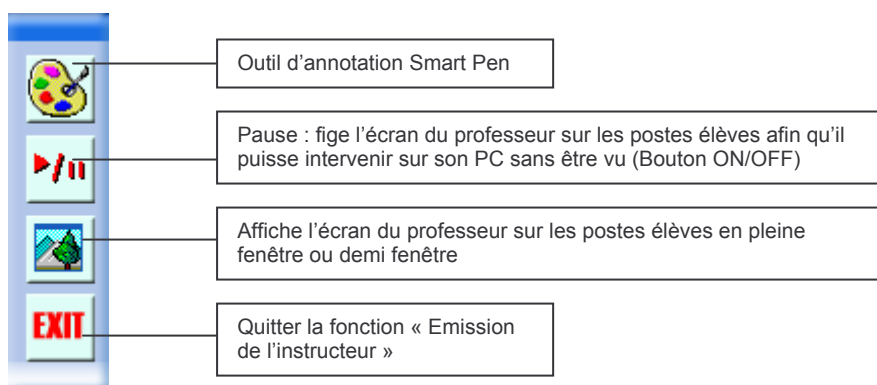 Outil d’annotation Smart Pen
Pause : fige l’écran du professeur sur les postes élèves afin qu’il
puisse intervenir sur son PC sans être vu (Bouton ON/OFF)
Affiche l’écran du professeur sur les postes élèves en pleine
fenêtre ou demi fenêtre
EXIT
Quitter la fonction « Emission
de l’instructeur »